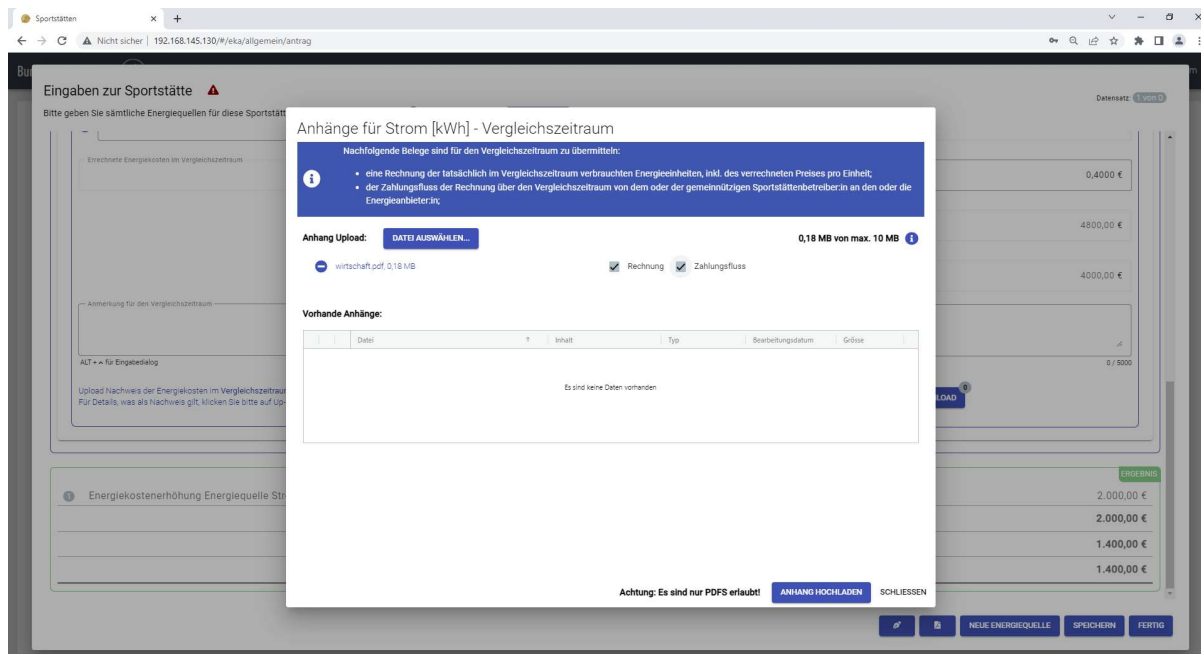 Sportstätten
Nicht sicher | 192.168.145.130/#/eka/allgemein/antrag
Bu
m
Eingaben zur Sportstätte
Datensatz: 1 von 0
Bitte geben Sie sämtliche Energiequellen für diese Sportstätt
Errechnete Energiekosten im Vergleichszeitraum
0,4000 €
4800,00 €
4000,00 €
Anmerkung für den Vergleichszeitraum
ALT + ^ für Eingabedialog
0 / 5000
Upload Nachweis der Energiekosten im Vergleichszeitraum
Für Details, was als Nachweis gilt, klicken Sie bitte auf Up-
LOAD
0
ERGEBNIS
1 Energiekostenerhöhung Energiequelle Str
2.000,00 €
2.000,00 €
1.400,00 €
1.400,00 €
NEUE ENERGIEQUELLE SPEICHERN FERTIG
Anhänge für Strom [kWh] - Vergleichszeitraum
Nachfolgende Belege sind für den Vergleichszeitraum zu übermitteln:
• eine Rechnung der tatsächlich im Vergleichszeitraum verbrauchten Energieeinheiten, inkl. des verrechneten Preises pro Einheit;
• der Zahlungsfluss der Rechnung über den Vergleichszeitraum von dem oder der gemeinnützigen Sportstättenbetreiber:in an den oder die
Energieanbieter:in;
Anhang Upload: DATEI AUSWÄHLEN... 0,18 MB von max. 10 MB
wirtschaft.pdf, 0,18 MB Rechnung Zahlungsfluss
Vorhande Anhänge:
Datei ↑ Inhalt Typ Bearbeitungsdatum Grösse
Es sind keine Daten vorhanden
Achtung: Es sind nur PDFS erlaubt! ANHANG HOCHLADEN SCHLIESSEN